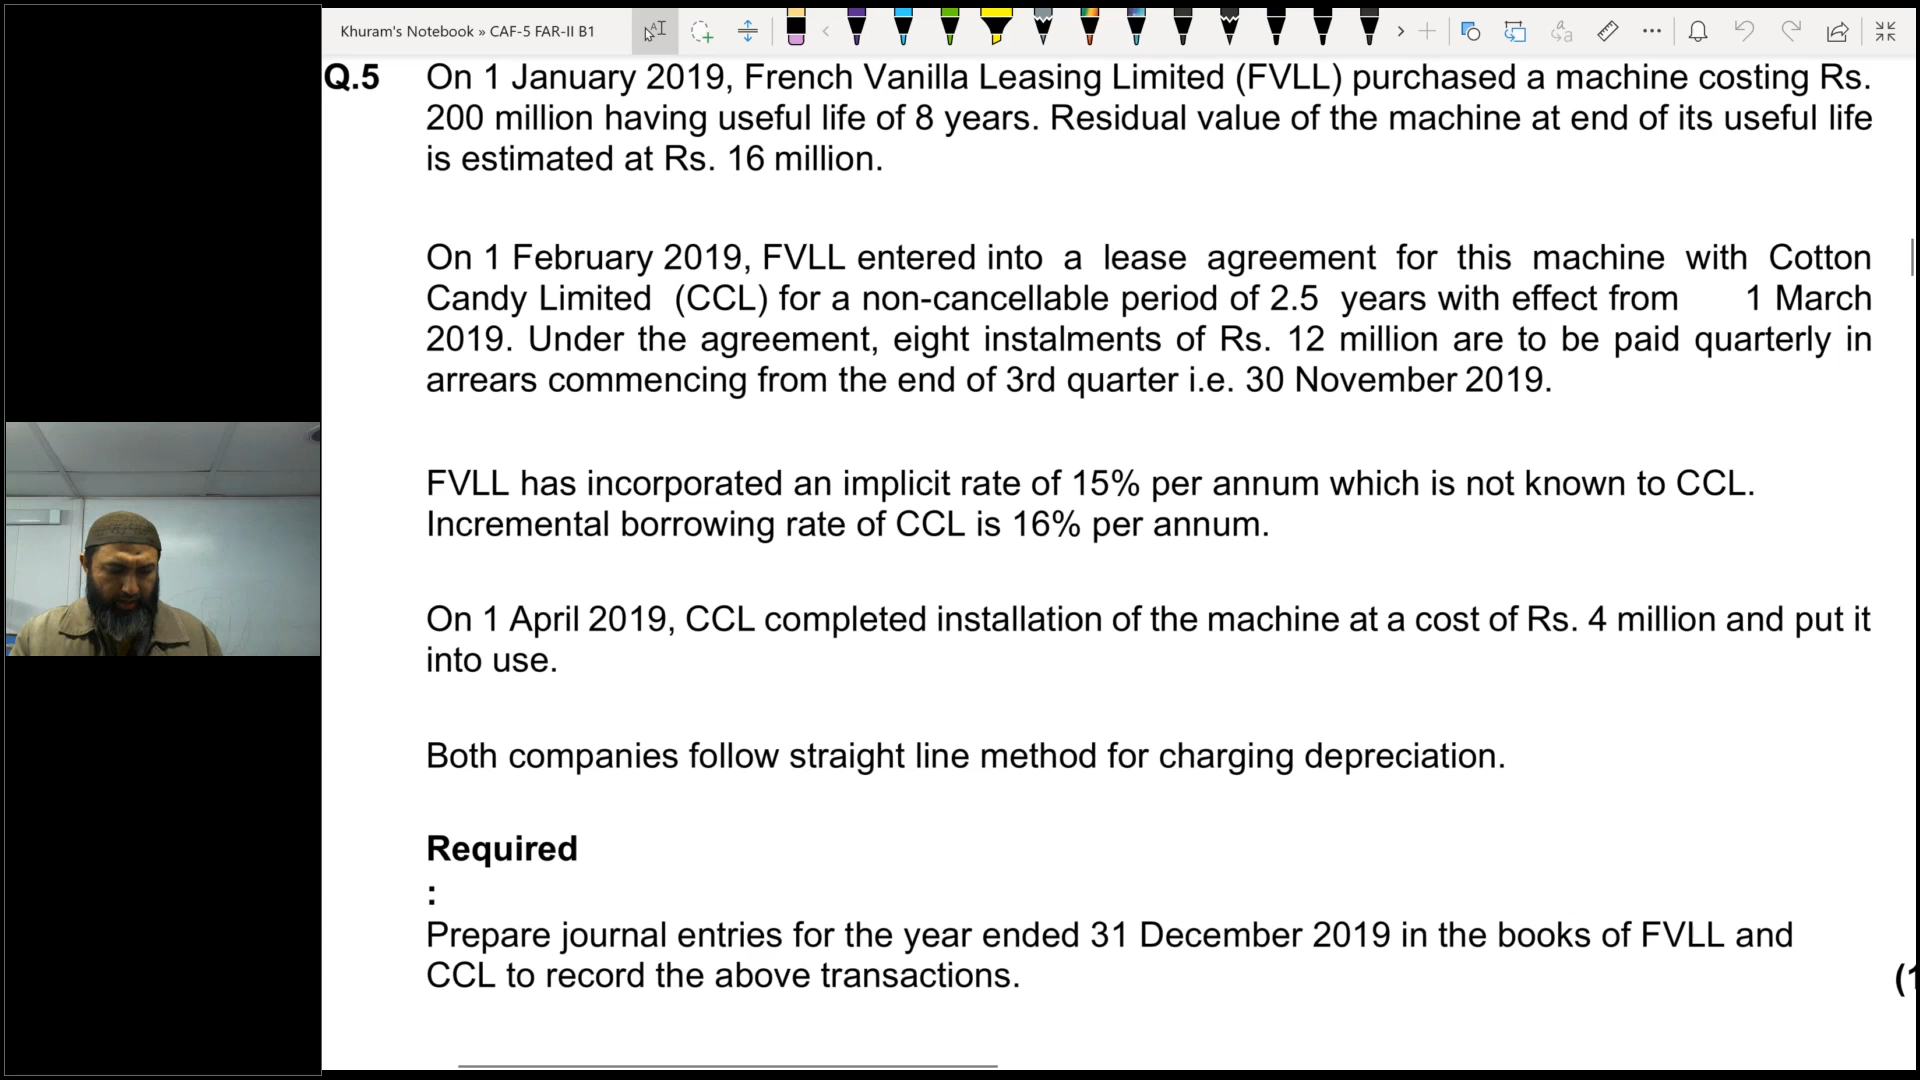 Khuram's Notebook » CAF-5 FAR-II B1
Q.5 On 1 January 2019, French Vanilla Leasing Limited (FVLL) purchased a machine costing Rs.
200 million having useful life of 8 years. Residual value of the machine at end of its useful life
is estimated at Rs. 16 million.
On 1 February 2019, FVLL entered into a lease agreement for this machine with Cotton
Candy Limited (CCL) for a non-cancellable period of 2.5 years with effect from 1 March
2019. Under the agreement, eight instalments of Rs. 12 million are to be paid quarterly in
arrears commencing from the end of 3rd quarter i.e. 30 November 2019.
FVLL has incorporated an implicit rate of 15% per annum which is not known to CCL.
Incremental borrowing rate of CCL is 16% per annum.
On 1 April 2019, CCL completed installation of the machine at a cost of Rs. 4 million and put it
into use.
Both companies follow straight line method for charging depreciation.
Required
:
Prepare journal entries for the year ended 31 December 2019 in the books of FVLL and
CCL to record the above transactions.